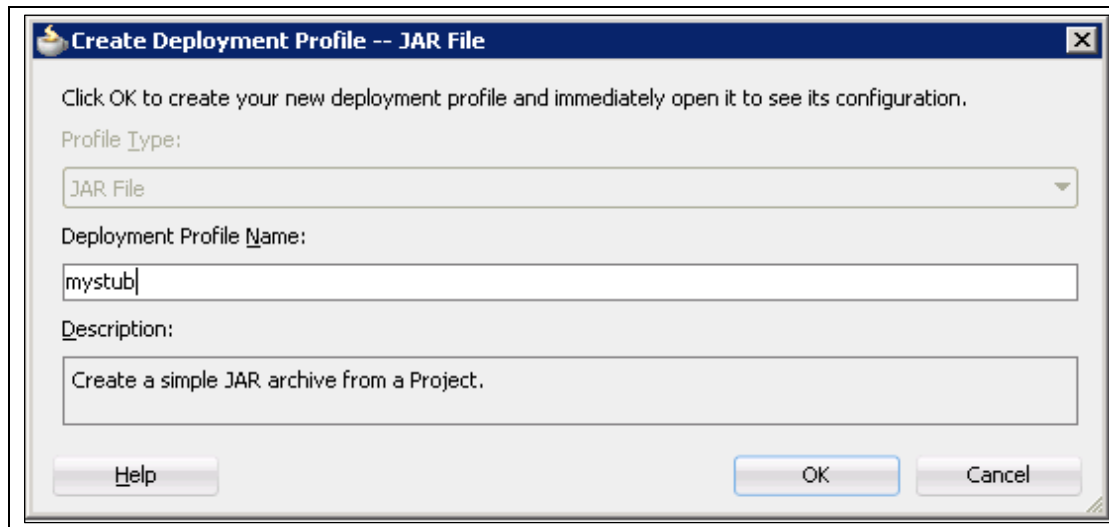 Create Deployment Profile -- JAR File
Click OK to create your new deployment profile and immediately open it to see its configuration.
Profile Type:
JAR File
Deployment Profile Name:
mystub
Description:
Create a simple JAR archive from a Project.
Help OK Cancel